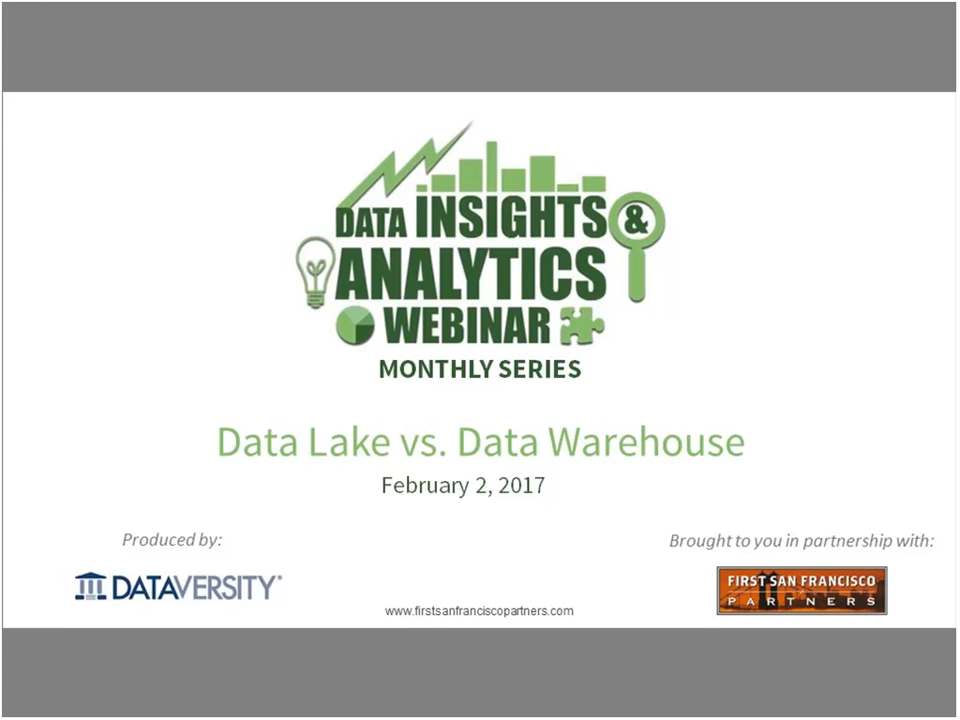 DATA INSIGHTS &
ANALYTICS
WEBINAR
MONTHLY SERIES
Data Lake vs. Data Warehouse
February 2, 2017
Produced by:
Brought to you in partnership with:
DATAVERSITY
FIRST SAN FRANCISCO
PARTNERS
www.firstsanfranciscopartners.com